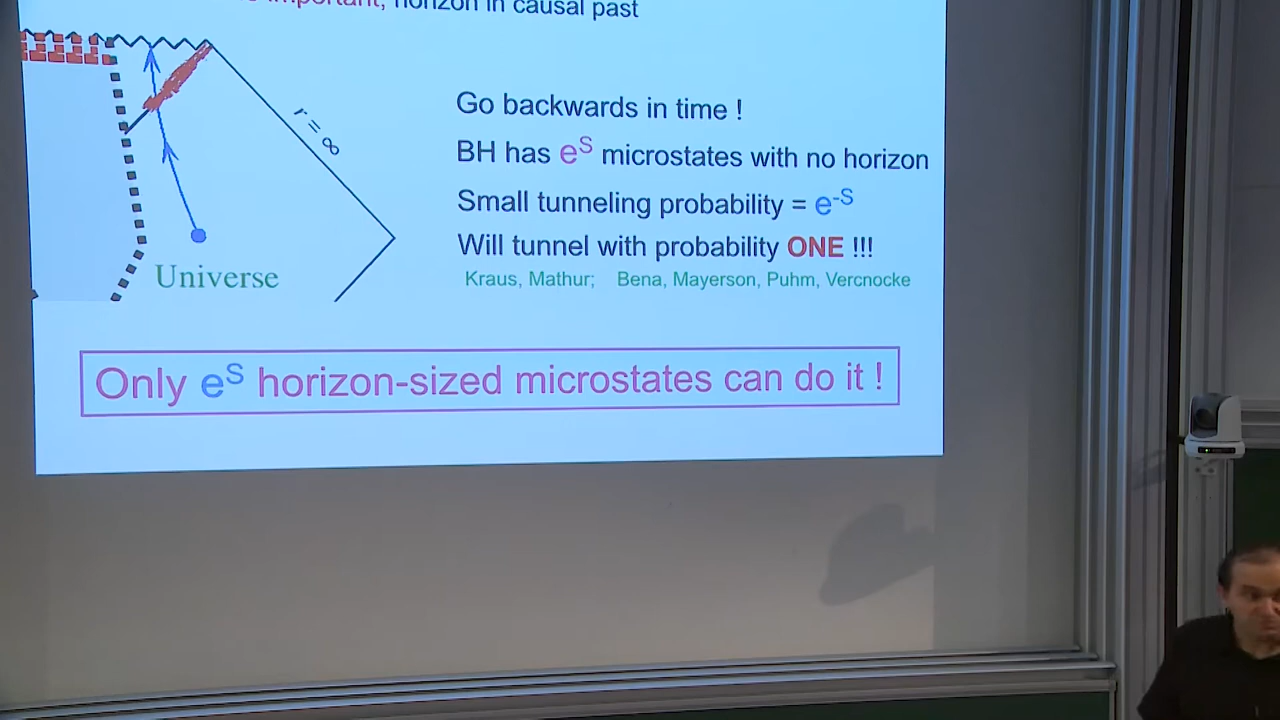 important, horizon in causal past
r = ∞
Go backwards in time !
BH has e^S microstates with no horizon
Small tunneling probability = e^-S
Will tunnel with probability ONE !!!
Universe
Kraus, Mathur; Bena, Mayerson, Puhm, Vercnocke
Only e^S horizon-sized microstates can do it !